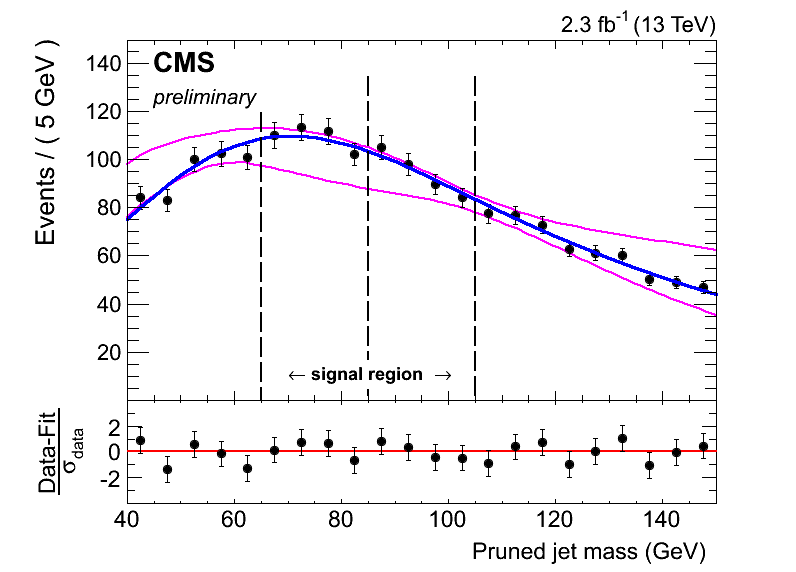 2.3 fb⁻¹ (13 TeV)
CMS
preliminary
Events / ( 5 GeV )
140
120
100
80
60
40
20
← signal region →
Data-Fit
σdata
2
0
-2
40 60 80 100 120 140
Pruned jet mass (GeV)